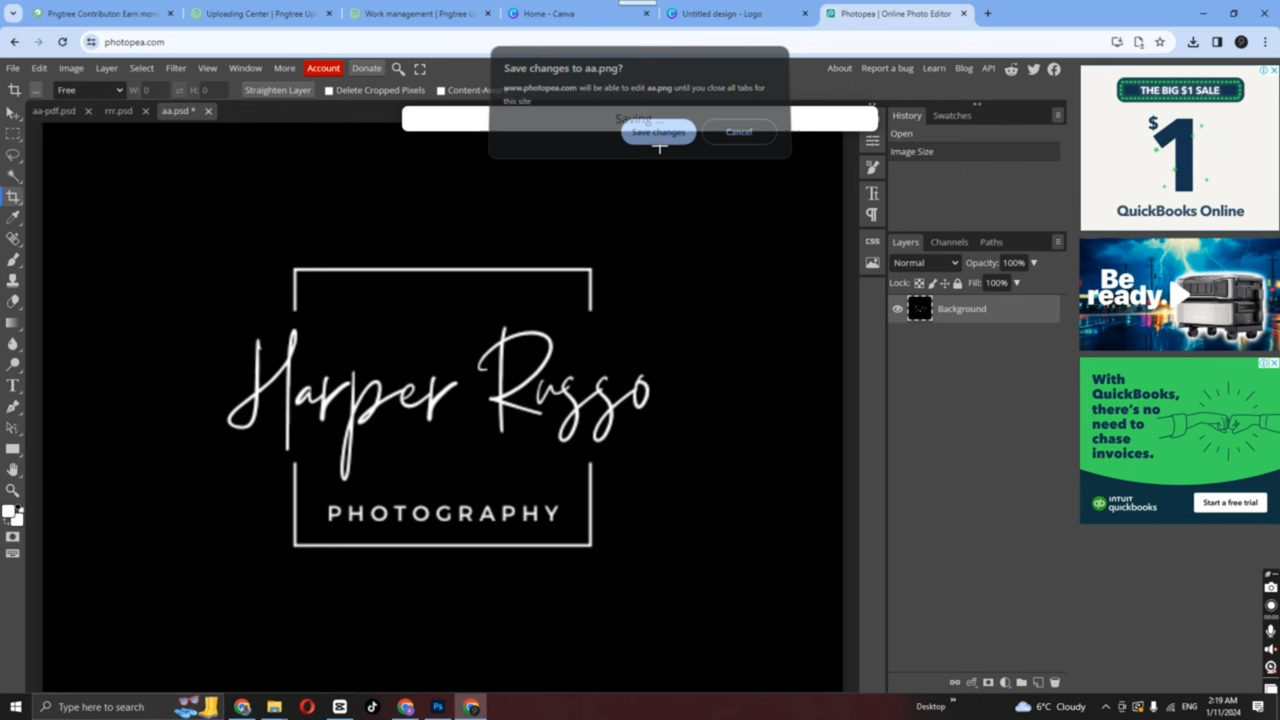 Pngtree Contributor: Earn mon
Uploading Center | Pngtree Up
Work management | Pngtree U
Home - Canva
Untitled design - Logo
Photopea | Online Photo Editor
photopea.com
File Edit Image Layer Select Filter View Window More Account Donate
About Report a bug Learn Blog API
Save changes to aa.png?
www.photopea.com will be able to edit aa.png until you close all tabs for
this site
Saving ...
Save changes Cancel
Free W: 0 H: 0 Straighten Layer Delete Cropped Pixels Content-Aw
aa-pdf.psd rrr.psd aa.psd *
History Swatches
Open
Image Size
CSS
Layers Channels Paths
Normal Opacity: 100%
Lock: Fill: 100%
Background
Harper Russo
PHOTOGRAPHY
THE BIG $1 SALE
$1
QuickBooks Online
Be
ready.
With
QuickBooks,
there's no
need to
chase
invoices.
INTUIT
quickbooks
Start a free trial
00:00
Type here to search
Desktop
6°C Cloudy
ENG
2:19 AM
1/11/2024